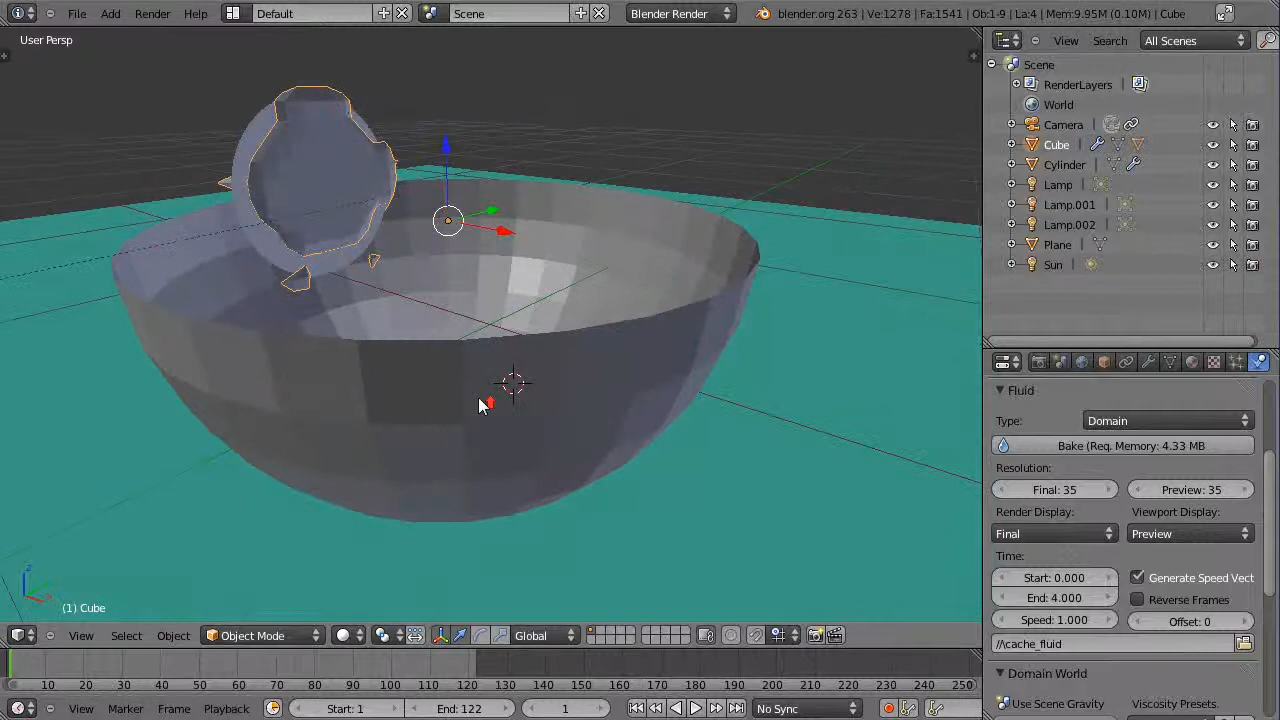 File Add Render Help Default Scene Blender Render blender.org 263 | Ve:1278 | Fa:1541 | Ob:1-9 | La:4 | Mem:9.95M (0.10M) | Cube
User Persp
View Search All Scenes
Scene
RenderLayers
World
Camera
Cube
Cylinder
Lamp
Lamp.001
Lamp.002
Plane
Sun
Fluid
Type: Domain
Bake (Req. Memory: 4.33 MB
Resolution:
Final: 35 Preview: 35
Render Display: Viewport Display:
Final Preview
Time:
Start: 0.000 Generate Speed Vect
End: 4.000 Reverse Frames
Speed: 1.000 Offset: 0
//\cache_fluid
Domain World
Use Scene Gravity Viscosity Presets.
(1) Cube
View Select Object Object Mode Global
10 20 30 40 50 60 70 80 90 100 110 120 130 140 150 160 170 180 190 200 210 220 230 240 250
View Marker Frame Playback Start: 1 End: 122 1 No Sync